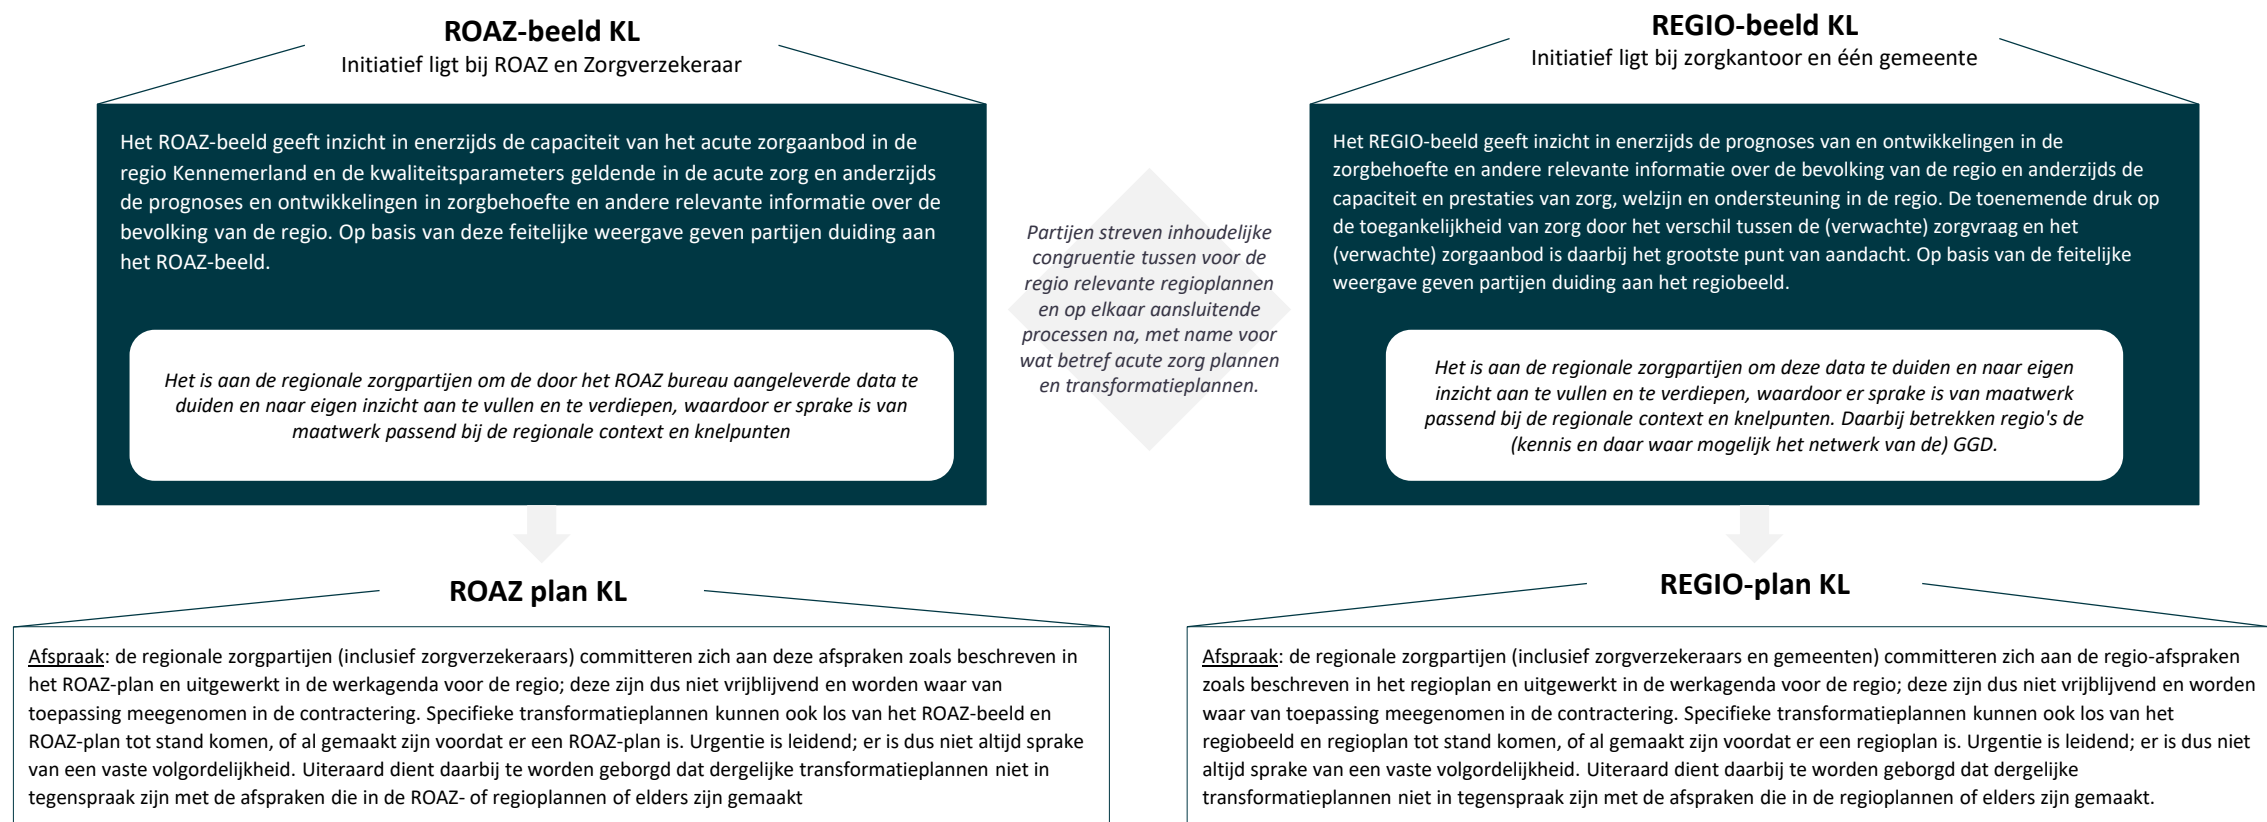 ROAZ-beeld KL
Initiatief ligt bij ROAZ en Zorgverzekeraar
Het ROAZ-beeld geeft inzicht in enerzijds de capaciteit van het acute zorgaanbod in de
regio Kennemerland en de kwaliteitsparameters geldende in de acute zorg en anderzijds
de prognoses en ontwikkelingen in zorgbehoefte en andere relevante informatie over de
bevolking van de regio. Op basis van deze feitelijke weergave geven partijen duiding aan
het ROAZ-beeld.
Het is aan de regionale zorgpartijen om de door het ROAZ bureau aangeleverde data te
duiden en naar eigen inzicht aan te vullen en te verdiepen, waardoor er sprake is van
maatwerk passend bij de regionale context en knelpunten
Partijen streven inhoudelijke
congruentie tussen voor de
regio relevante regioplannen
en op elkaar aansluitende
processen na, met name voor
wat betref acute zorg plannen
en transformatieplannen.
REGIO-beeld KL
Initiatief ligt bij zorgkantoor en één gemeente
Het REGIO-beeld geeft inzicht in enerzijds de prognoses van en ontwikkelingen in de
zorgbehoefte en andere relevante informatie over de bevolking van de regio en anderzijds de
capaciteit en prestaties van zorg, welzijn en ondersteuning in de regio. De toenemende druk op
de toegankelijkheid van zorg door het verschil tussen de (verwachte) zorgvraag en het
(verwachte) zorgaanbod is daarbij het grootste punt van aandacht. Op basis van de feitelijke
weergave geven partijen duiding aan het regiobeeld.
Het is aan de regionale zorgpartijen om deze data te duiden en naar eigen
inzicht aan te vullen en te verdiepen, waardoor er sprake is van maatwerk
passend bij de regionale context en knelpunten. Daarbij betrekken regio's de
(kennis en daar waar mogelijk het netwerk van de) GGD.
ROAZ plan KL
Afspraak: de regionale zorgpartijen (inclusief zorgverzekeraars) committeren zich aan deze afspraken zoals beschreven in
het ROAZ-plan en uitgewerkt in de werkagenda voor de regio; deze zijn dus niet vrijblijvend en worden waar van
toepassing meegenomen in de contractering. Specifieke transformatieplannen kunnen ook los van het ROAZ-beeld en
ROAZ-plan tot stand komen, of al gemaakt zijn voordat er een ROAZ-plan is. Urgentie is leidend; er is dus niet altijd sprake
van een vaste volgordelijkheid. Uiteraard dient daarbij te worden geborgd dat dergelijke transformatieplannen niet in
tegenspraak zijn met de afspraken die in de ROAZ- of regioplannen of elders zijn gemaakt
REGIO-plan KL
Afspraak: de regionale zorgpartijen (inclusief zorgverzekeraars en gemeenten) committeren zich aan de regio-afspraken
zoals beschreven in het regioplan en uitgewerkt in de werkagenda voor de regio; deze zijn dus niet vrijblijvend en worden
waar van toepassing meegenomen in de contractering. Specifieke transformatieplannen kunnen ook los van het
regiobeeld en regioplan tot stand komen, of al gemaakt zijn voordat er een regioplan is. Urgentie is leidend; er is dus niet
altijd sprake van een vaste volgordelijkheid. Uiteraard dient daarbij te worden geborgd dat dergelijke
transformatieplannen niet in tegenspraak zijn met de afspraken die in de regioplannen of elders zijn gemaakt.